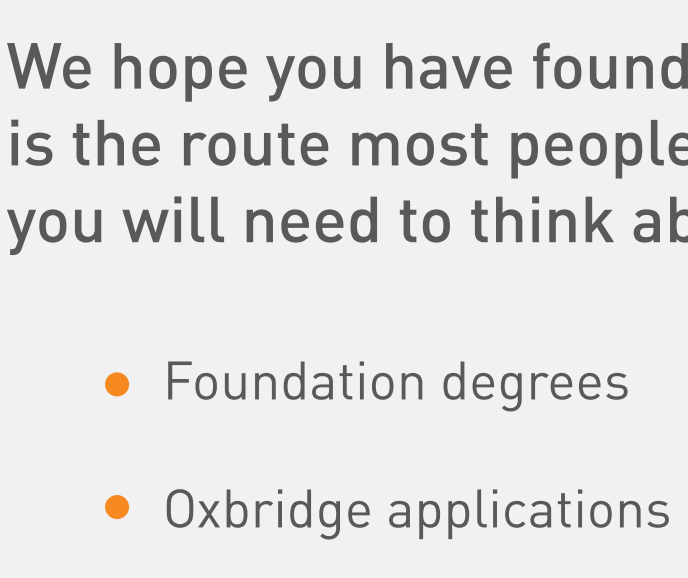 We hope you have found
is the route most people
you will need to think ab
Foundation degrees
Oxbridge applications